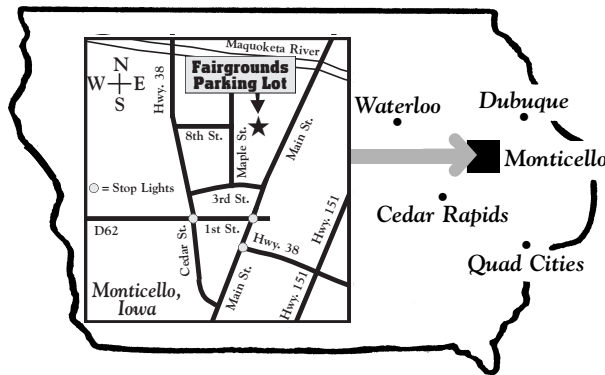 Maquoketa River
Fairgrounds
Parking Lot
N
W E
S
Hwy. 38
8th St.
Maple St.
Main St.
= Stop Lights
3rd St.
D62
1st St.
Cedar St.
Hwy. 38
Hwy. 151
Main St.
Hwy. 151
Monticello,
Iowa
Waterloo
Dubuque
Monticello
Cedar Rapids
Quad Cities